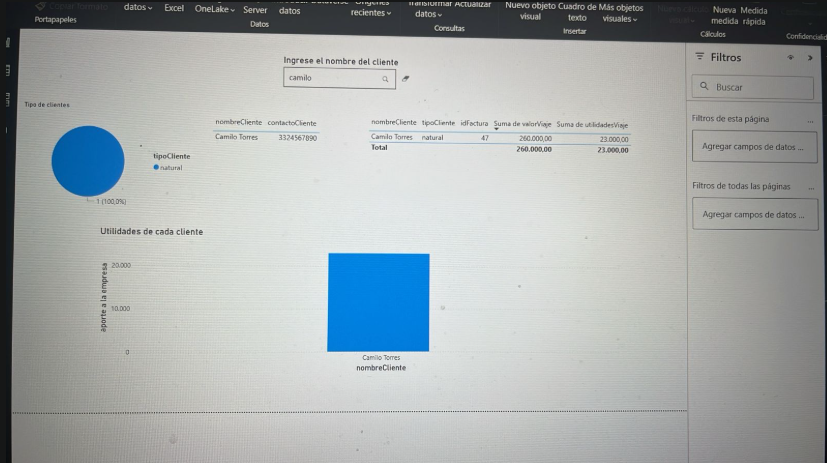 datos
Excel
OneLake
Server
datos
recientes
datos
Actualizar
Nuevo objeto
visual
Cuadro de
texto
Más objetos
visuales
Nueva
medida
Medida
rápida
Portapapeles
Datos
Consultas
Insertar
Cálculos
Ingrese el nombre del cliente
camilo
Tipo de clientes
tipoCliente
natural
1 (100,0%)
nombreCliente contactoCliente
Camilo Torres 3324567890
nombreCliente tipoCliente idFactura Suma de valorViaje Suma de utilidadesViaje
Camilo Torres natural 47 260.000,00 23.000,00
Total 260.000,00 23.000,00
Utilidades de cada cliente
aporte a la empresa
20.000
10.000
0
Camilo Torres
nombreCliente
Filtros
Buscar
Filtros de esta página ...
Agregar campos de datos ...
Filtros de todas las páginas ...
Agregar campos de datos ...